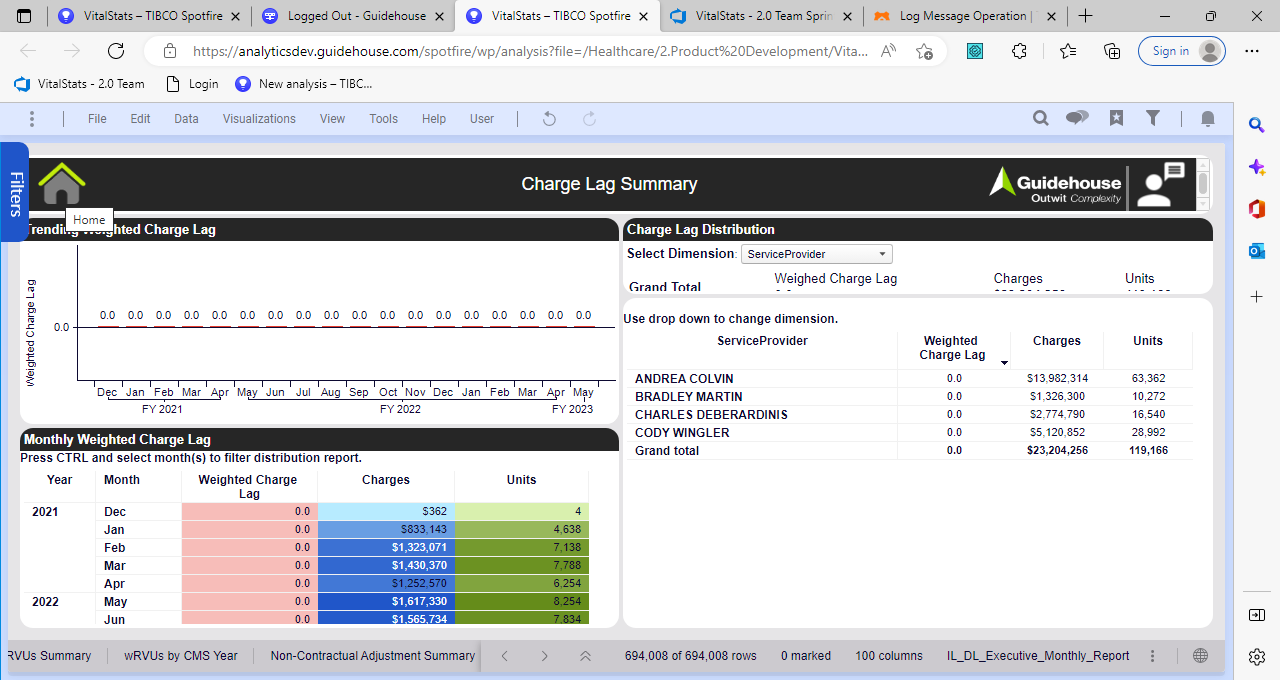 VitalStats – TIBCO Spotfire
Logged Out - Guidehouse
VitalStats – TIBCO Spotfire
VitalStats - 2.0 Team Sprin
Log Message Operation |
https://analyticsdev.guidehouse.com/spotfire/wp/analysis?file=/Healthcare/2.Product%20Development/Vita...
Sign in
VitalStats - 2.0 Team
Login
New analysis – TIBC...
File Edit Data Visualizations View Tools Help User
Filters
Home
Charge Lag Summary
Guidehouse
Outwit Complexity
Trending Weighted Charge Lag
Weighted Charge Lag
0.0
0.0 0.0 0.0 0.0 0.0 0.0 0.0 0.0 0.0 0.0 0.0 0.0 0.0 0.0 0.0 0.0 0.0 0.0
Dec Jan Feb Mar Apr May Jun Jul Aug Sep Oct Nov Dec Jan Feb Mar Apr May
FY 2021 FY 2022 FY 2023
Charge Lag Distribution
Select Dimension: ServiceProvider
Weighed Charge Lag Charges Units
Grand Total
Use drop down to change dimension.
ServiceProvider Weighted Charge Lag Charges Units
ANDREA COLVIN 0.0 $13,982,314 63,362
BRADLEY MARTIN 0.0 $1,326,300 10,272
CHARLES DEBERARDINIS 0.0 $2,774,790 16,540
CODY WINGLER 0.0 $5,120,852 28,992
Grand total 0.0 $23,204,256 119,166
Monthly Weighted Charge Lag
Press CTRL and select month(s) to filter distribution report.
Year Month Weighted Charge Lag Charges Units
2021 Dec 0.0 $362 4
Jan 0.0 $833,143 4,638
Feb 0.0 $1,323,071 7,138
Mar 0.0 $1,430,370 7,788
Apr 0.0 $1,252,570 6,254
2022 May 0.0 $1,617,330 8,254
Jun 0.0 $1,565,734 7,834
RVUs Summary wRVUs by CMS Year Non-Contractual Adjustment Summary 694,008 of 694,008 rows 0 marked 100 columns IL_DL_Executive_Monthly_Report